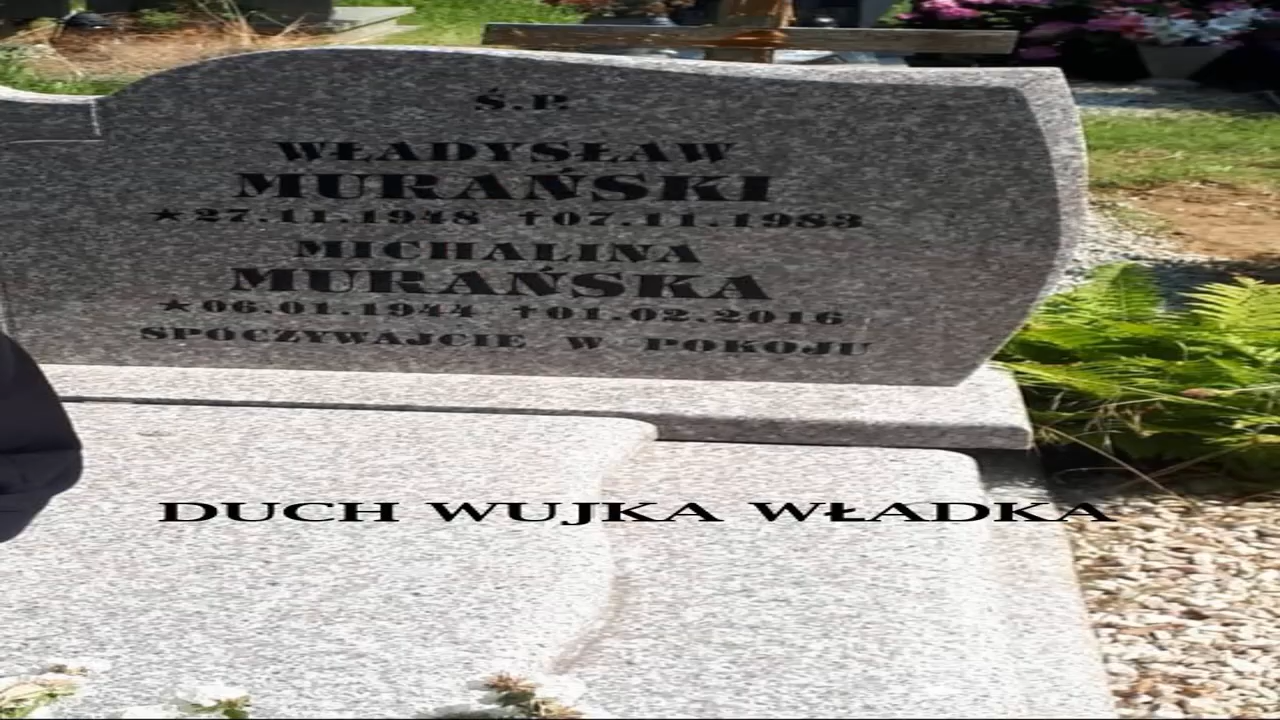 Ś.P.
WŁADYSŁAW
MURAŃSKI
★27.11.1948 †07.11.1983
MICHALINA
MURAŃSKA
★06.01.1944 †01.02.2016
SPOCZYWAJCIE W POKOJU
DUCH WUJKA WŁADKA